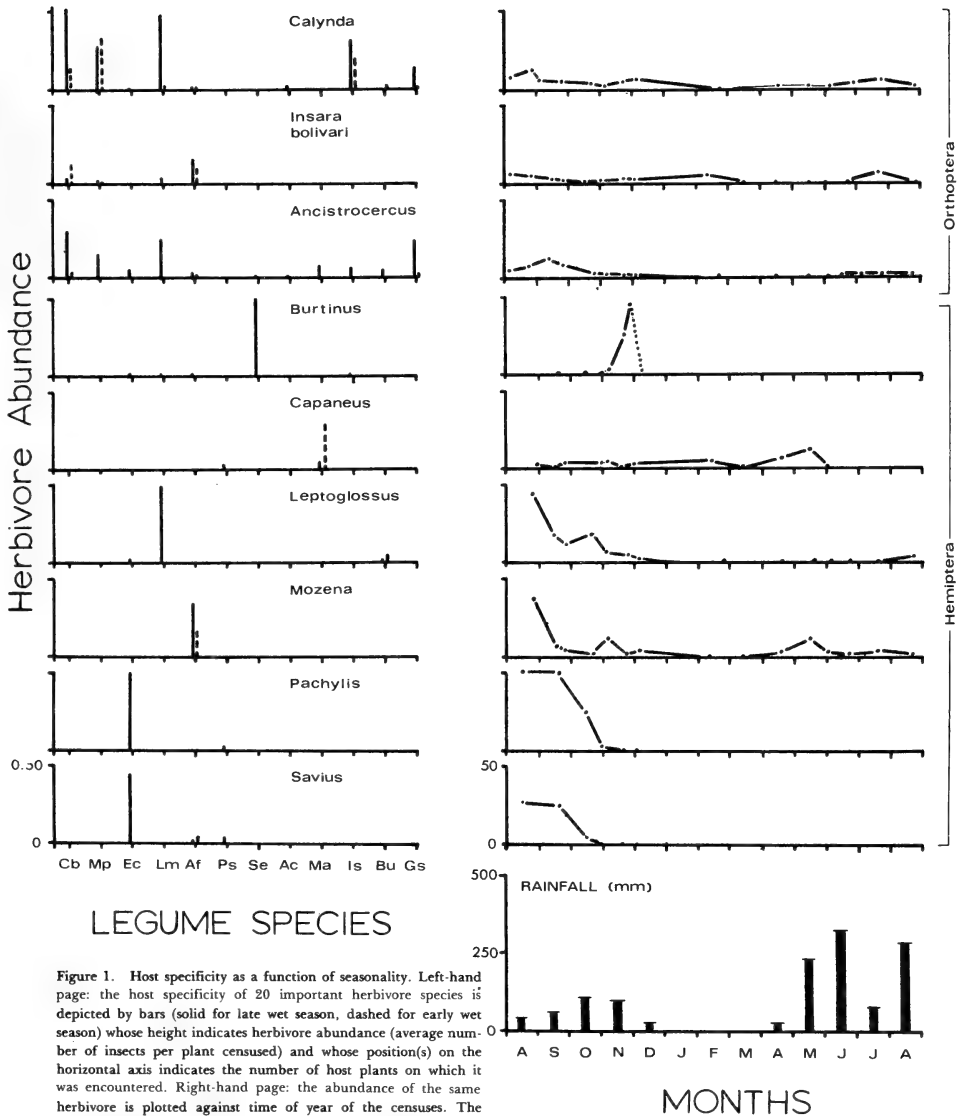 Calynda
Insara
bolivari
Ancistrocercus
Burtinus
Capaneus
Leptoglossus
Mozena
Pachylis
Savius
Herbivore Abundance
0.50
0
Cb Mp Ec Lm Af Ps Se Ac Ma Is Bu Gs
LEGUME SPECIES
Orthoptera
Hemiptera
50
0
500
250
0
RAINFALL (mm)
A S O N D J F M A M J J A
MONTHS
Figure 1. Host specificity as a function of seasonality. Left-hand
page: the host specificity of 20 important herbivore species is
depicted by bars (solid for late wet season, dashed for early wet
season) whose height indicates herbivore abundance (average num-
ber of insects per plant censused) and whose position(s) on the
horizontal axis indicates the number of host plants on which it
was encountered. Right-hand page: the abundance of the same
herbivore is plotted against time of year of the censuses. The